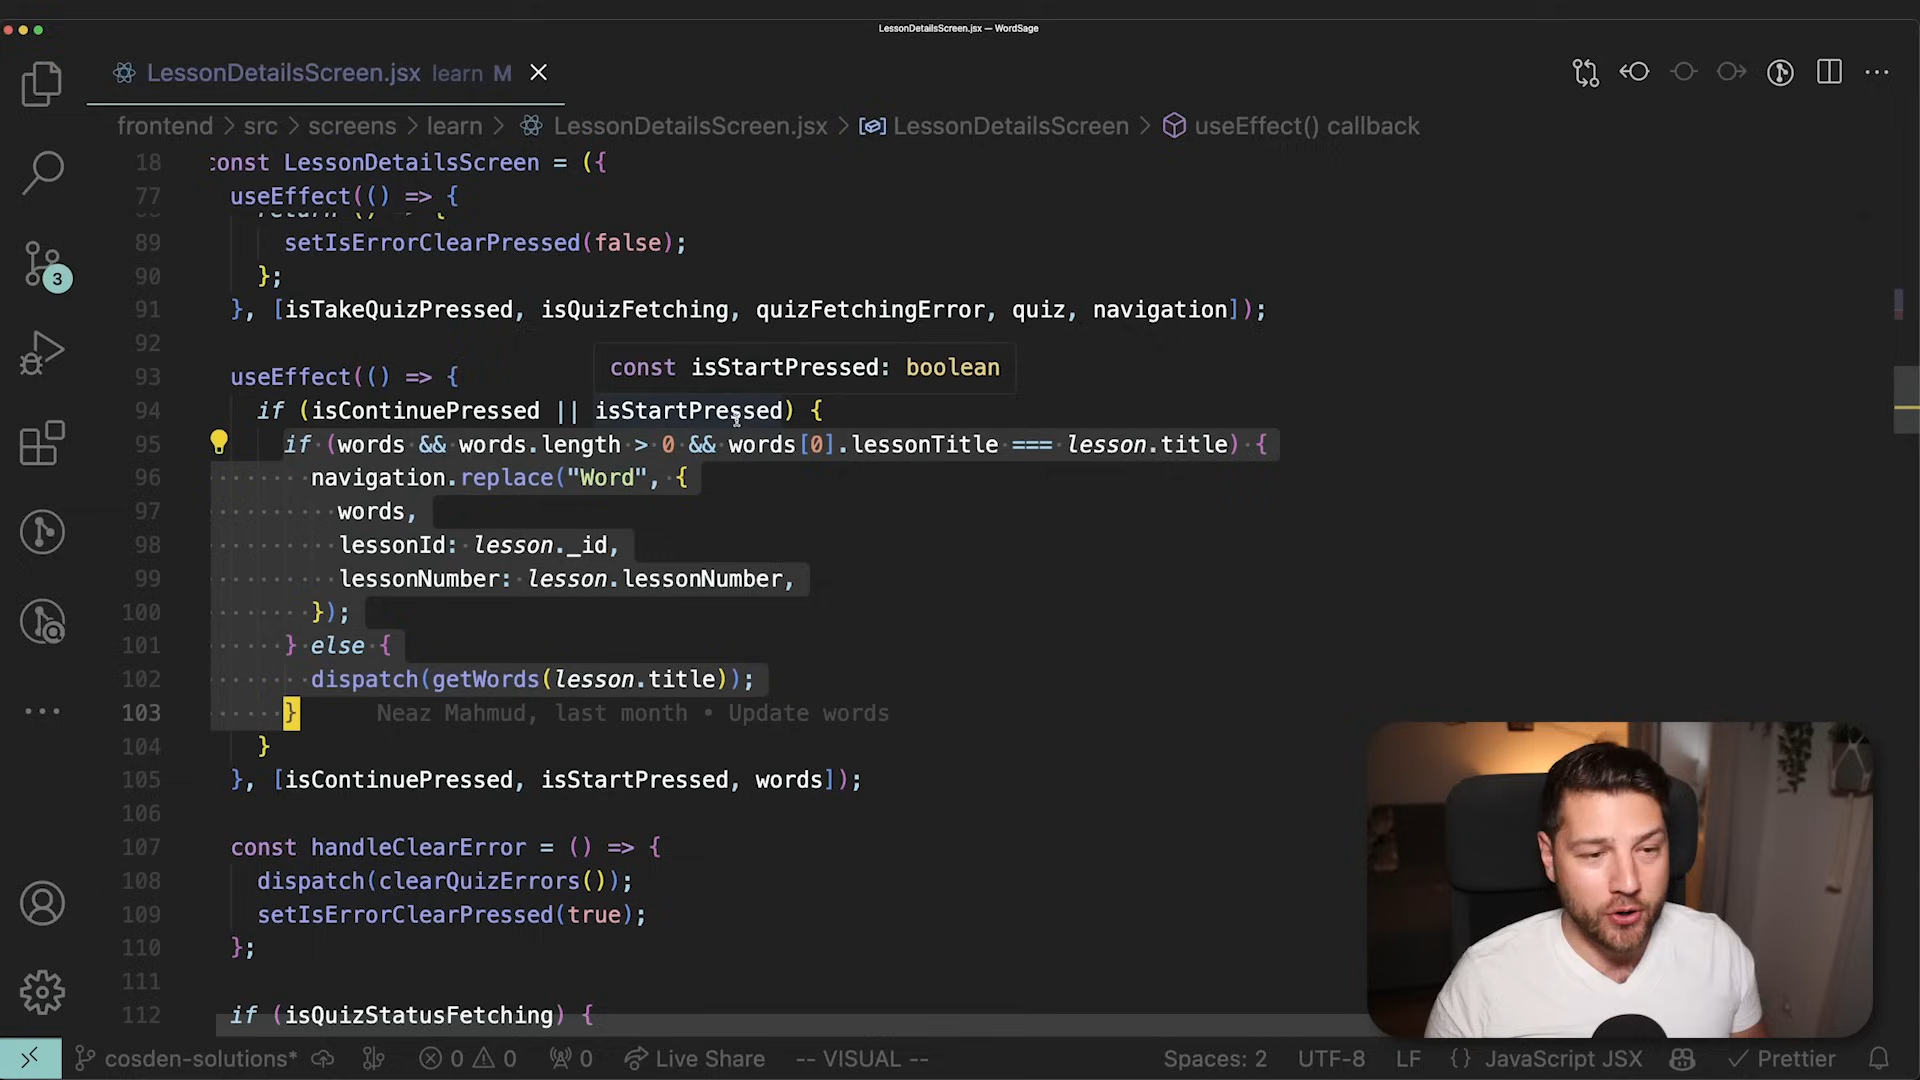 LessonDetailsScreen.jsx — WordSage
LessonDetailsScreen.jsx learn M
frontend > src > screens > learn > LessonDetailsScreen.jsx > LessonDetailsScreen > useEffect() callback
18 const LessonDetailsScreen = ({
77 useEffect(() => {
return () => {
89 setIsErrorClearPressed(false);
90 };
91 }, [isTakeQuizPressed, isQuizFetching, quizFetchingError, quiz, navigation]);
92
const isStartPressed: boolean
93 useEffect(() => {
94 if (isContinuePressed || isStartPressed) {
95 if (words && words.length > 0 && words[0].lessonTitle === lesson.title) {
96 navigation.replace("Word", {
97 words,
98 lessonId: lesson._id,
99 lessonNumber: lesson.lessonNumber,
100 });
101 } else {
102 dispatch(getWords(lesson.title));
103 } Neaz Mahmud, last month • Update words
104 }
105 }, [isContinuePressed, isStartPressed, words]);
106
107 const handleClearError = () => {
108 dispatch(clearQuizErrors());
109 setIsErrorClearPressed(true);
110 };
111
112 if (isQuizStatusFetching) {
3
cosden-solutions* 0 0 0 Live Share -- VISUAL -- Spaces: 2 UTF-8 LF {} JavaScript JSX Prettier